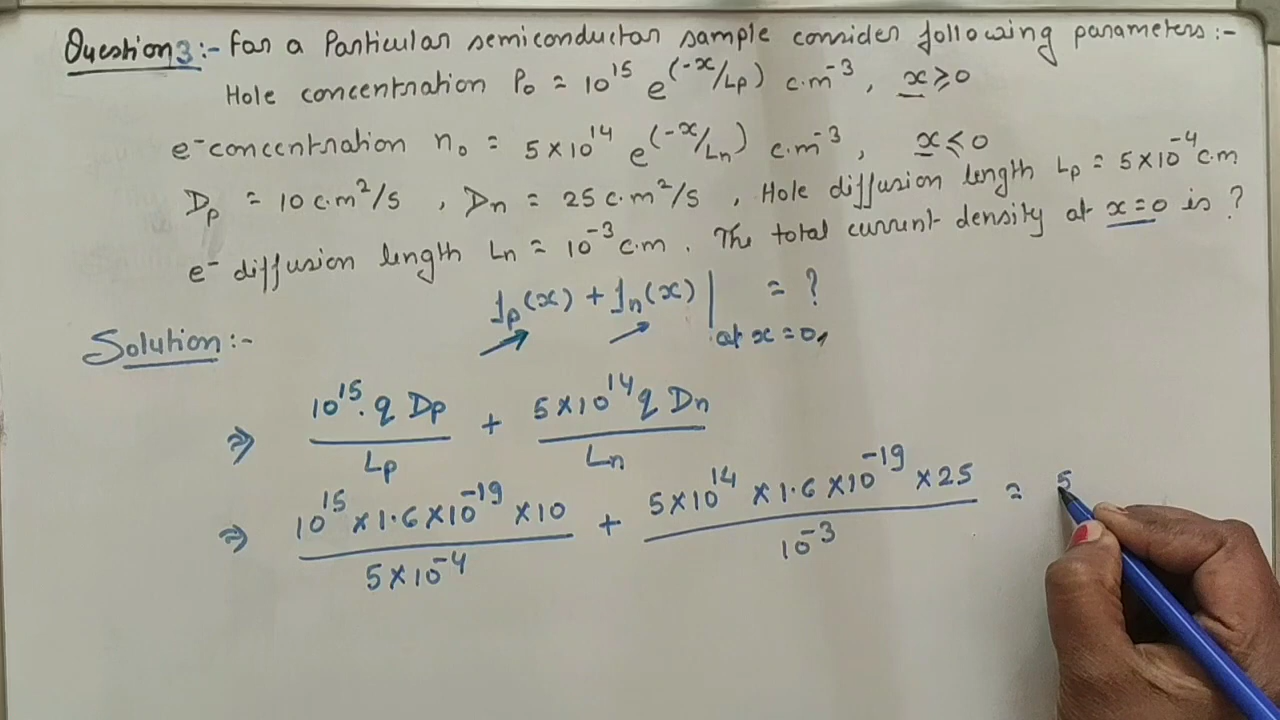 Question 3:- For a Particular semiconductor sample consider following parameters:-
Hole concentration P₀ = 10¹⁵ e^(-x/Lp) c.m⁻³, x ≥ 0
e⁻concentration n₀ = 5×10¹⁴ e^(-x/Ln) c.m⁻³, x ≤ 0
Dp = 10 c.m²/s, Dn = 25 c.m²/s, Hole diffusion length Lp = 5×10⁻⁴ c.m
e⁻ diffusion length Ln = 10⁻³ c.m. The total current density at x=0 is ?
Jp(x) + Jn(x) | at x=0, = ?
Solution:-
⇒ 10¹⁵.q Dp / Lp + 5×10¹⁴ q Dn / Ln
⇒ 10¹⁵×1.6×10⁻¹⁹×10 / 5×10⁻⁴ + 5×10¹⁴×1.6×10⁻¹⁹×25 / 10⁻³ = 5